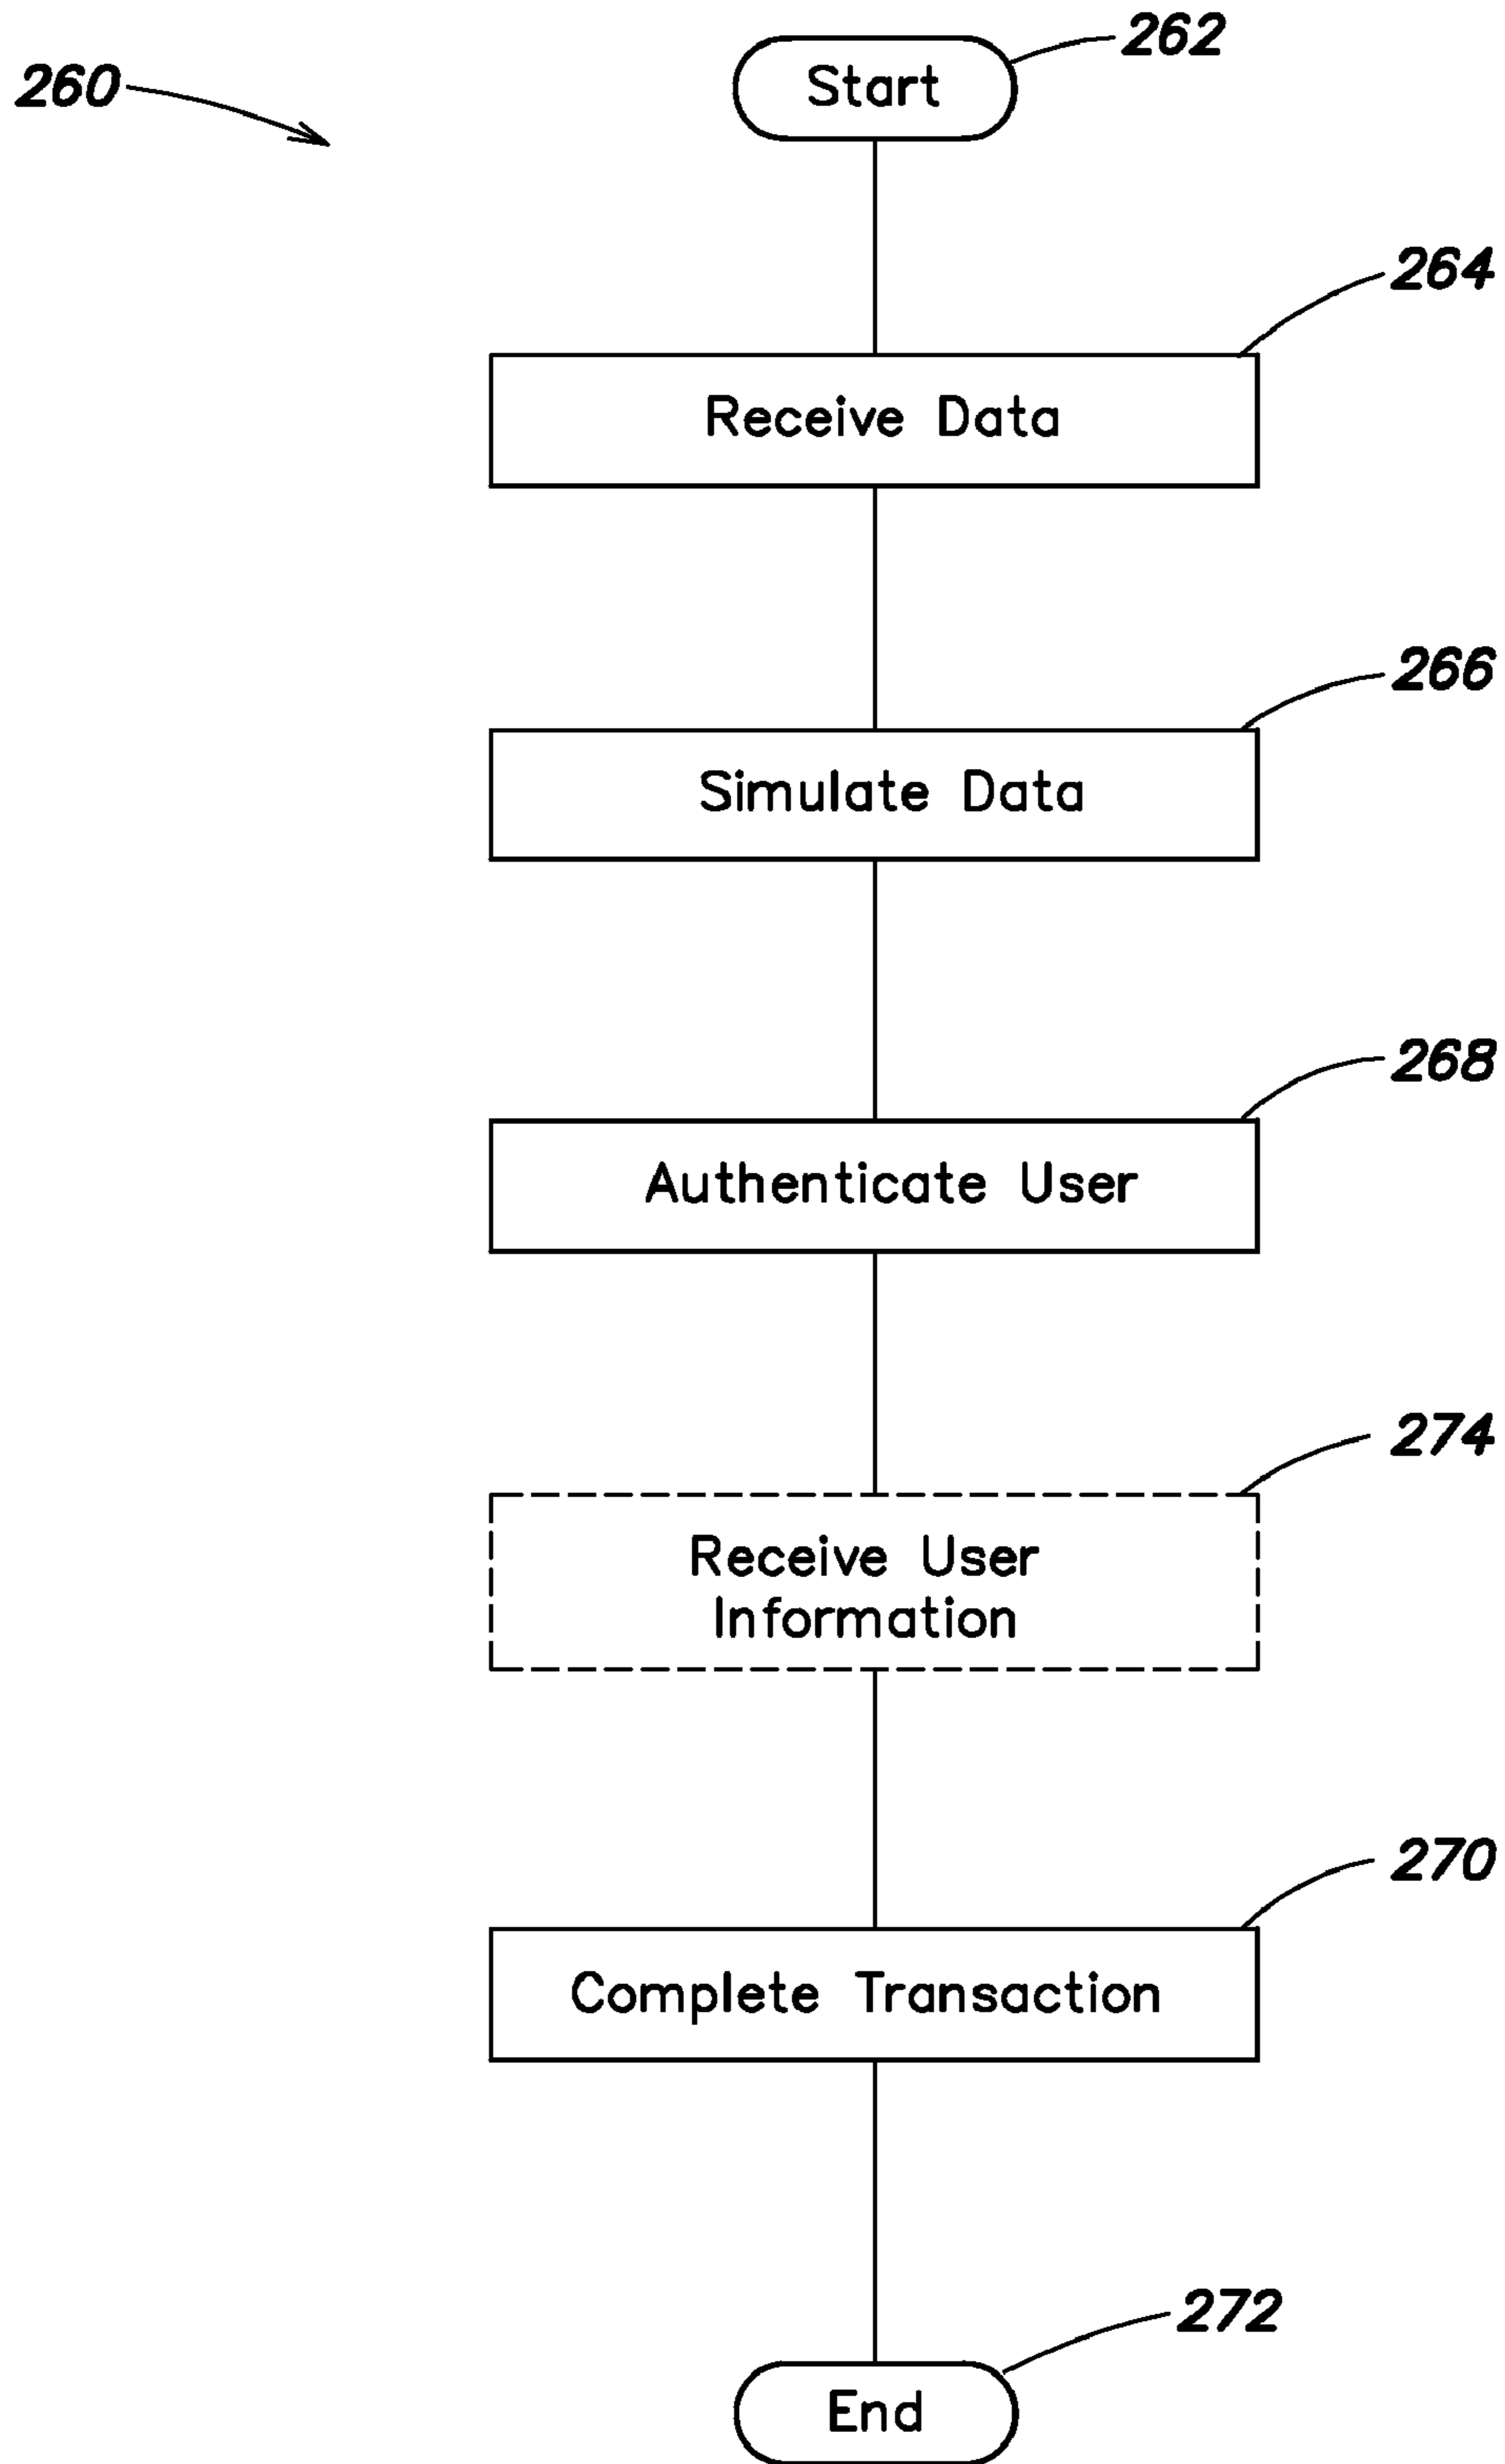 260
Start
262
264
Receive Data
266
Simulate Data
268
Authenticate User
274
Receive User
Information
270
Complete Transaction
272
End